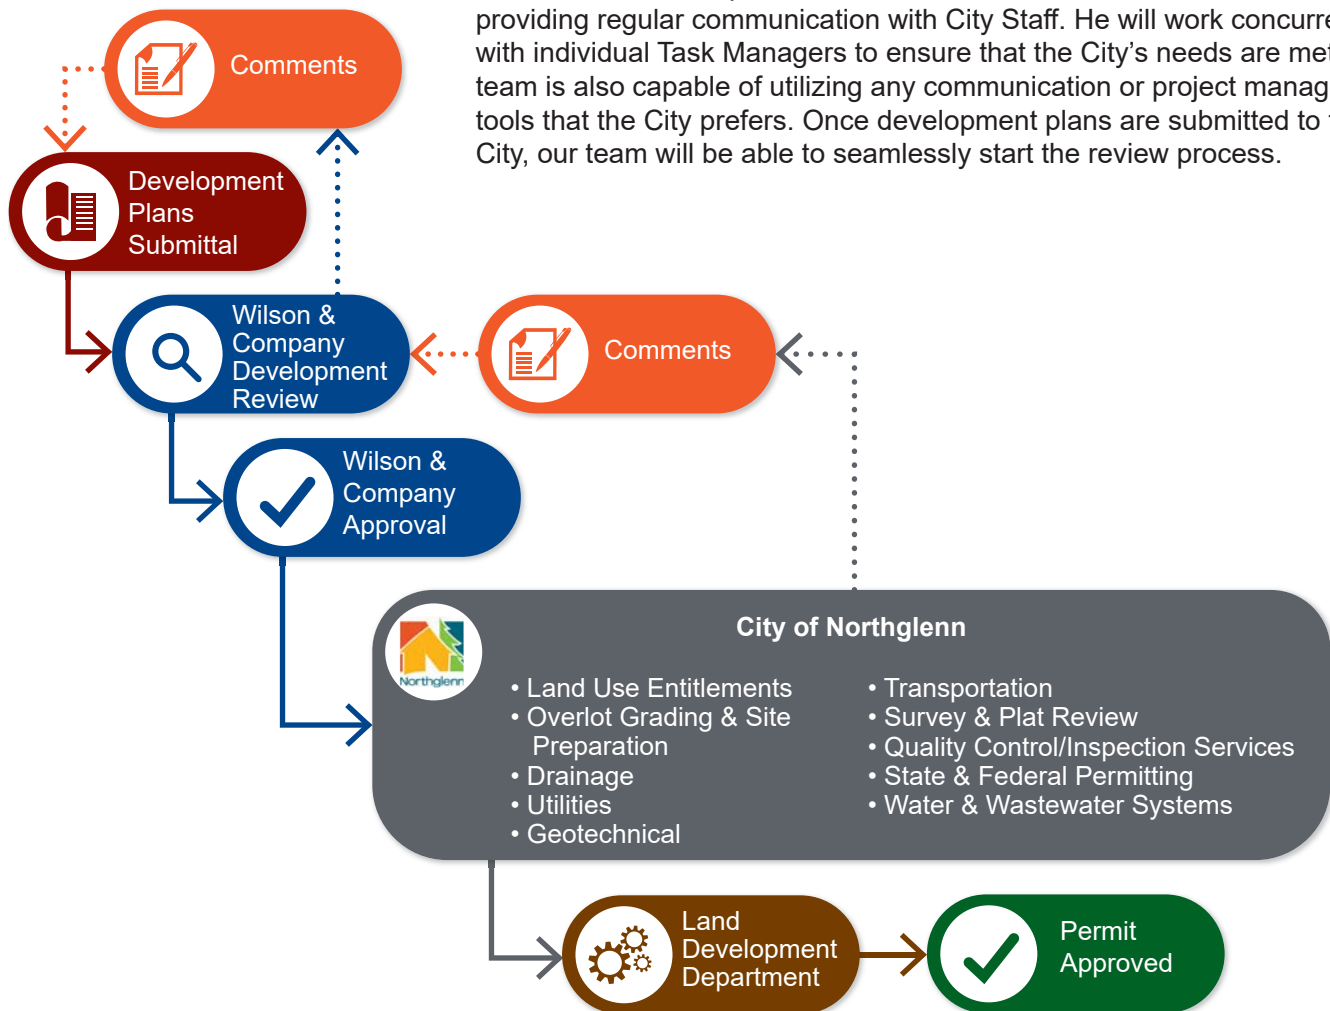 providing regular communication with City Staff. He will work
with individual Task Managers to ensure that the City's needs are met
team is also capable of utilizing any communication or project
tools that the City prefers. Once development plans are submitted to
City, our team will be able to seamlessly start the review process.
Comments
Development
Plans
Submittal
Wilson &
Company
Development
Review
Comments
Wilson &
Company
Approval
City of Northglenn
Northglenn
• Land Use Entitlements
• Overlot Grading & Site
Preparation
• Drainage
• Utilities
• Geotechnical
• Transportation
• Survey & Plat Review
• Quality Control/Inspection Services
• State & Federal Permitting
• Water & Wastewater Systems
Land
Development
Department
Permit
Approved